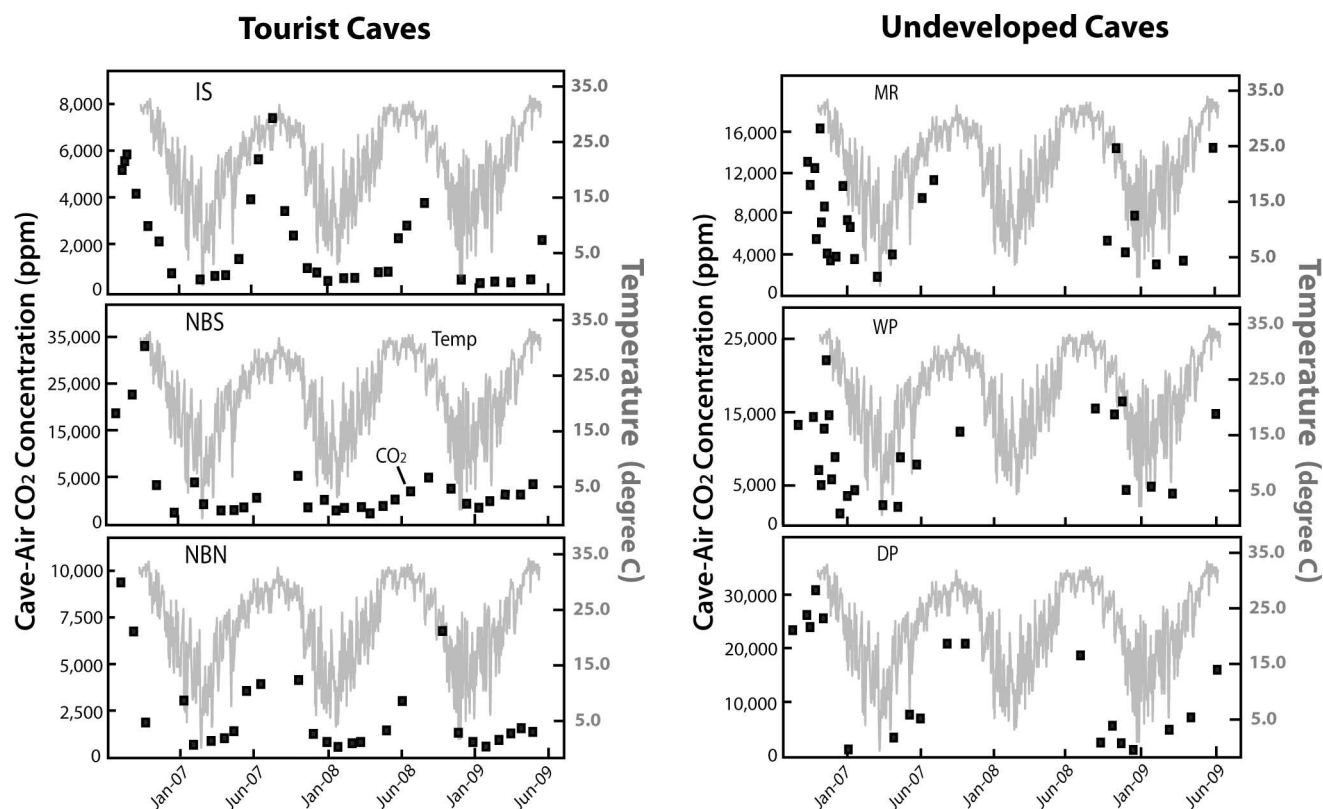 Tourist Caves
Undeveloped Caves
Cave-Air CO2 Concentration (ppm)
IS
8,000
6,000
4,000
2,000
0
35.0
25.0
15.0
5.0
NBS
Temp
CO2
35,000
25,000
15,000
5,000
0
35.0
25.0
15.0
5.0
NBN
10,000
7,500
5,000
2,500
0
35.0
25.0
15.0
5.0
Jan-07
Jun-07
Jan-08
Jun-08
Jan-09
Jun-09
Temperature (degree C)
Cave-Air CO2 Concentration (ppm)
MR
16,000
12,000
8,000
4,000
0
35.0
25.0
15.0
5.0
WP
25,000
15,000
5,000
0
35.0
25.0
15.0
5.0
DP
30,000
20,000
10,000
0
35.0
25.0
15.0
5.0
Jan-07
Jun-07
Jan-08
Jun-08
Jan-09
Jun-09
Temperature (degree C)